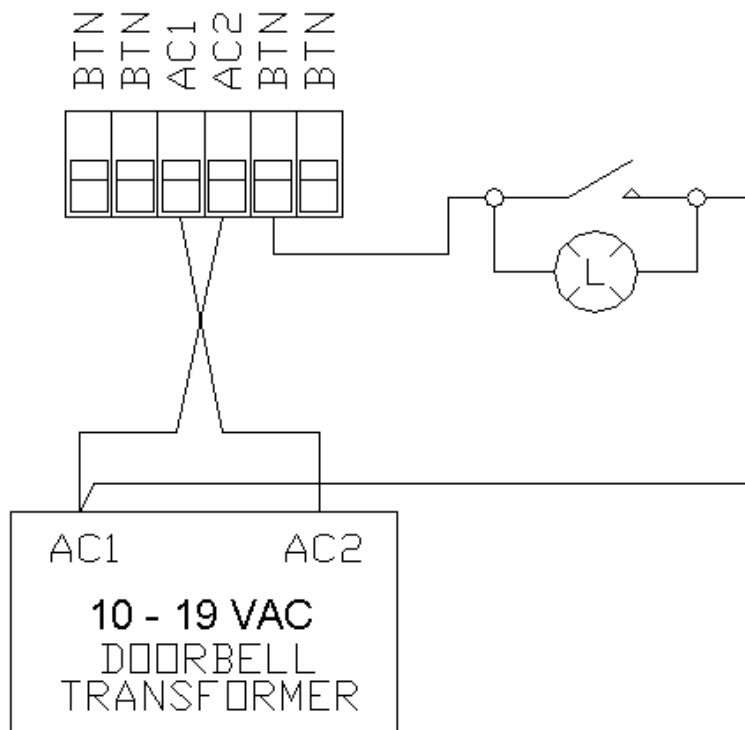 BTN BTN AC1 AC2 BTN BTN
L
AC1 AC2
10 - 19 VAC
DOORBELL
TRANSFORMER